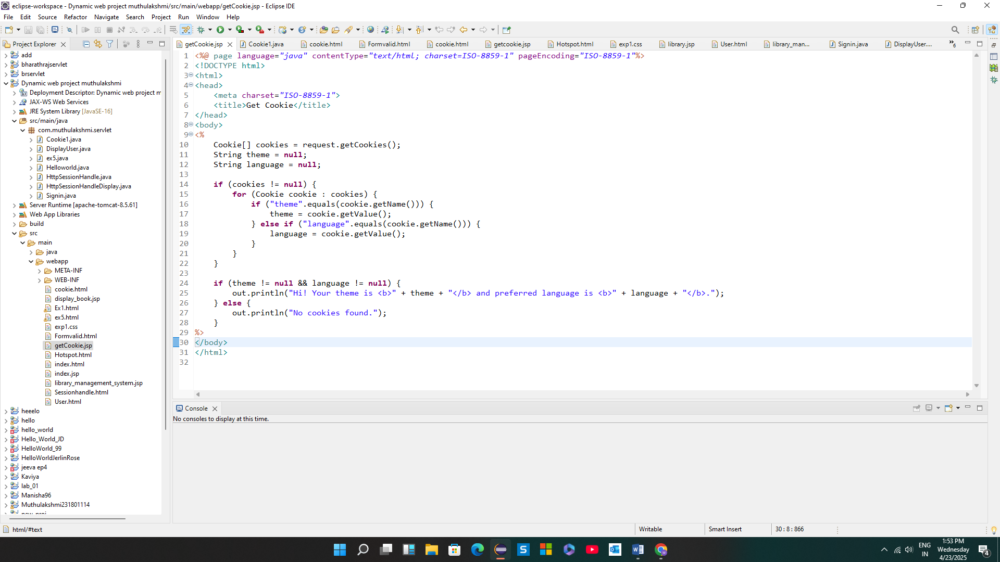 eclipse-workspace - Dynamic web project muthulakshmi/src/main/webapp/getCookie.jsp - Eclipse IDE
File Edit Source Refactor Navigate Search Project Run Window Help
Project Explorer
add
bharathrajservlet
brservlet
Dynamic web project muthulakshmi
Deployment Descriptor: Dynamic web project m
JAX-WS Web Services
JRE System Library [JavaSE-16]
src/main/java
com.muthulakshmi.servlet
Cookie1.java
DisplayUser.java
ex5.java
Helloworld.java
HttpSessionHandle.java
HttpSessionHandleDisplay.java
Signin.java
Server Runtime [apache-tomcat-8.5.61]
Web App Libraries
build
src
main
java
webapp
META-INF
WEB-INF
cookie.html
display_book.jsp
Ex1.html
ex5.html
exp1.css
Formvalid.html
getCookie.jsp
Hotspot.html
index.html
index.jsp
library_management_system.jsp
Sessionhandle.html
User.html
heeelo
hello
hello_world
Hello_World_JD
HelloWorld_99
HelloWorldJerlinRose
jeeva ep4
Kaviya
lab_01
Manisha96
Muthulakshmi231801114
getCookie.jsp Cookie1.java cookie.html Formvalid.html cookie.html getcookie.jsp Hotspot.html exp1.css library.jsp User.html library_man... Signin.java DisplayUser.... 6
1 <%@ page language="java" contentType="text/html; charset=ISO-8859-1" pageEncoding="ISO-8859-1"%>
2 <!DOCTYPE html>
3 <html>
4 <head>
5 <meta charset="ISO-8859-1">
6 <title>Get Cookie</title>
7 </head>
8 <body>
9 <%
10 Cookie[] cookies = request.getCookies();
11 String theme = null;
12 String language = null;
13
14 if (cookies != null) {
15 for (Cookie cookie : cookies) {
16 if ("theme".equals(cookie.getName())) {
17 theme = cookie.getValue();
18 } else if ("language".equals(cookie.getName())) {
19 language = cookie.getValue();
20 }
21 }
22 }
23
24 if (theme != null && language != null) {
25 out.println("Hi! Your theme is <b>" + theme + "</b> and preferred language is <b>" + language + "</b>.");
26 } else {
27 out.println("No cookies found.");
28 }
29 %>
30 </body>
31 </html>
32
Console
No consoles to display at this time.
html/#text Writable Smart Insert 30 : 8 : 866
ENG
IN
1:53 PM
Wednesday
4/23/2025
4